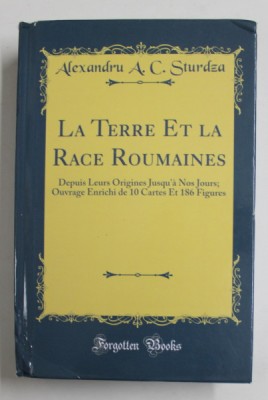 Alexandru A. C. Sturdza
La Terre Et la
Race Roumaines
Depuis Leurs Origines Jusqu'à Nos Jours;
Ouvrage Enrichi de 10 Cartes Et 186 Figures
Forgotten Books